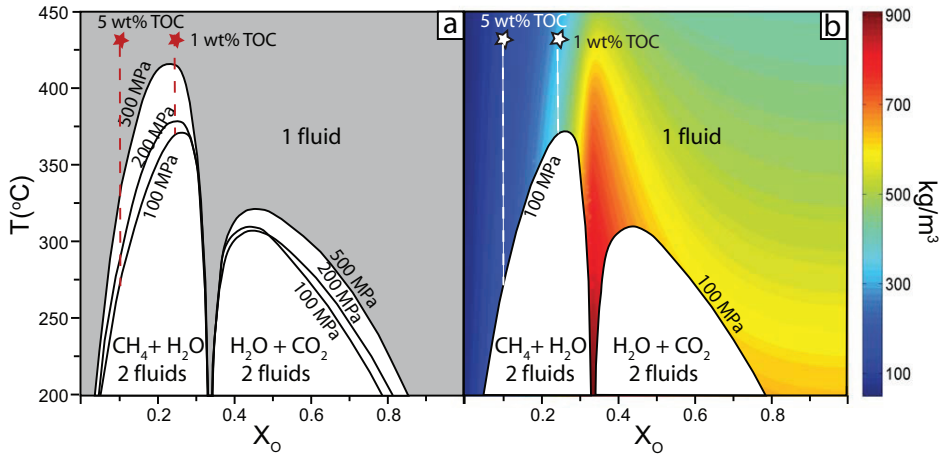 5 wt% TOC
a
1 wt% TOC
500 MPa
200 MPa
100 MPa
1 fluid
500 MPa
200 MPa
100 MPa
CH₄ + H₂O
2 fluids
H₂O + CO₂
2 fluids
T(°C)
450
400
350
300
250
200
0.2
0.4
0.6
0.8
X_O
5 wt% TOC
b
1 wt% TOC
1 fluid
100 MPa
100 MPa
CH₄ + H₂O
2 fluids
H₂O + CO₂
2 fluids
0.2
0.4
0.6
0.8
X_O
900
700
500
300
100
kg/m³